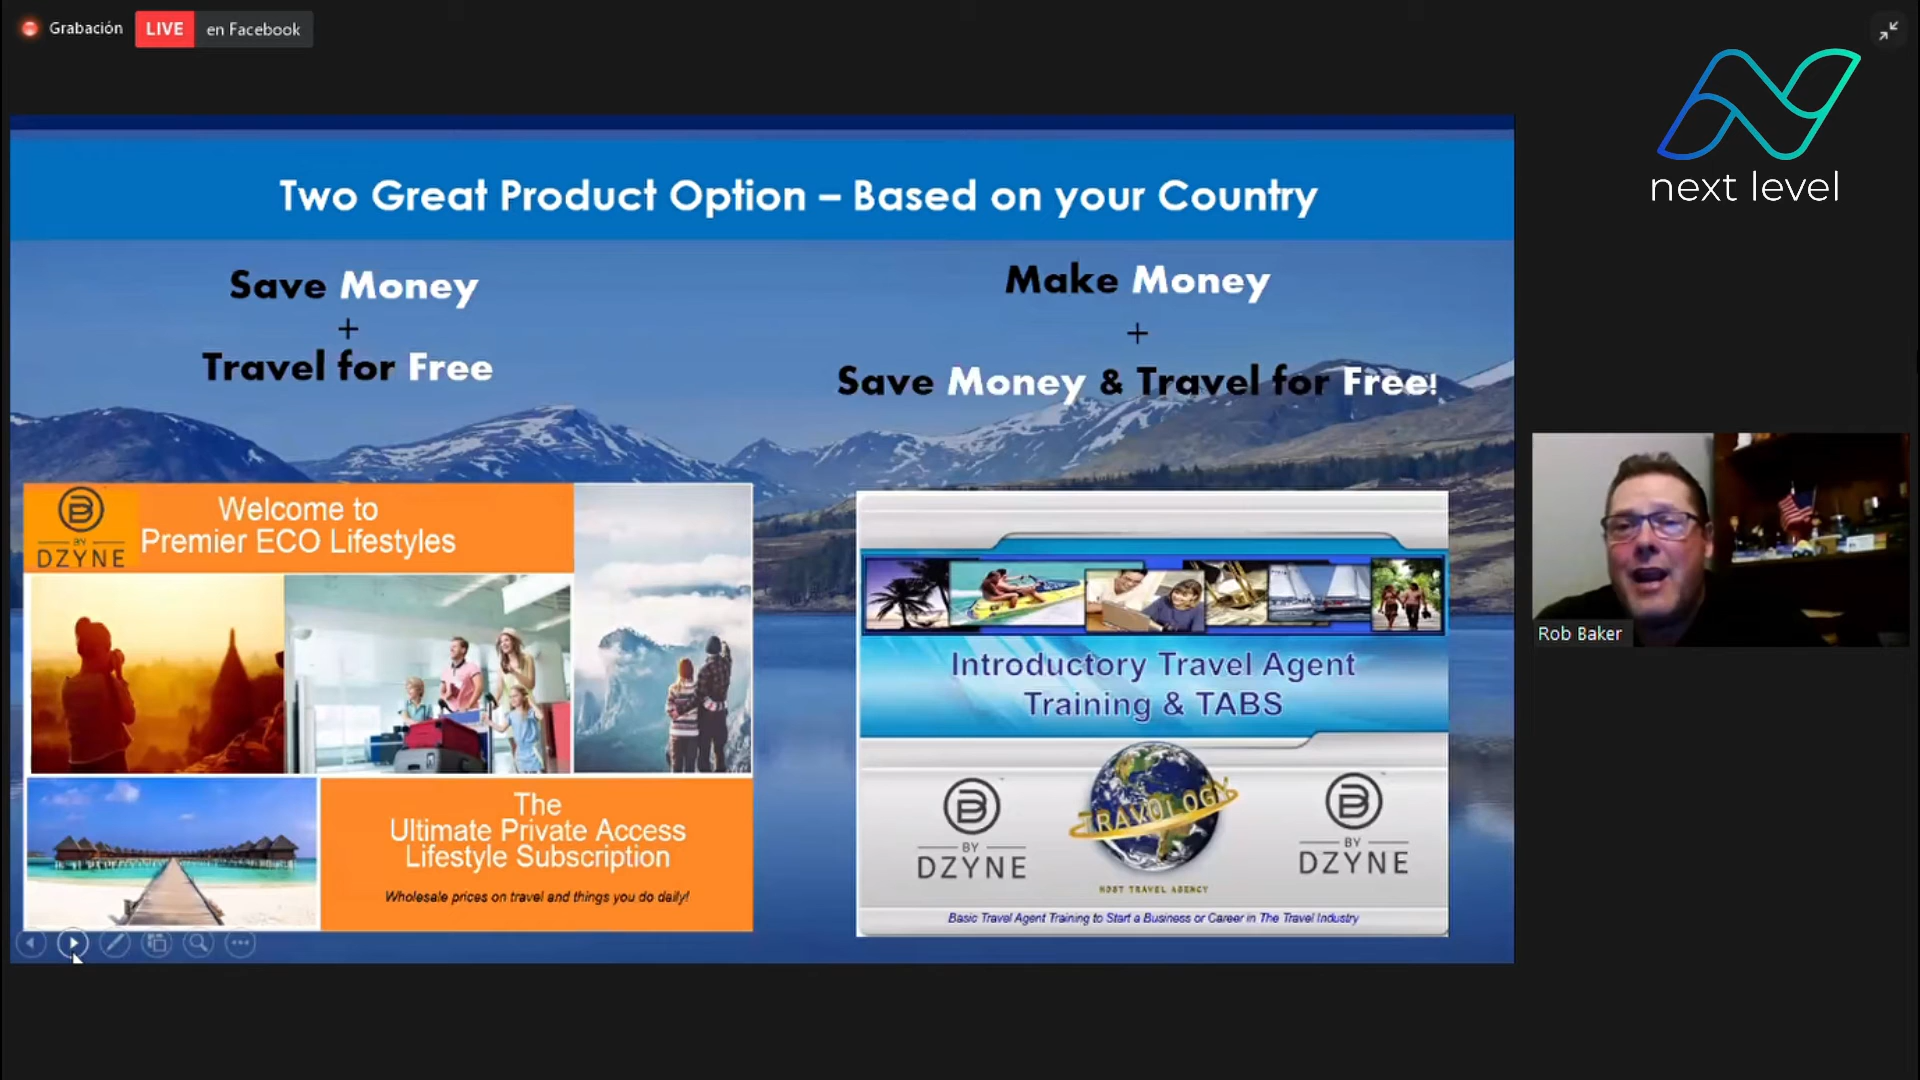 Grabación LIVE en Facebook
next level
Two Great Product Option – Based on your Country
Save Money
+
Travel for Free
Make Money
+
Save Money & Travel for Free!
B
BY
DZYNE
Welcome to
Premier ECO Lifestyles
The
Ultimate Private Access
Lifestyle Subscription
Wholesale prices on travel and things you do daily!
Introductory Travel Agent
Training & TABS
B
BY
DZYNE
TRAVOLOGY
HOST TRAVEL AGENCY
B
BY
DZYNE
Basic Travel Agent Training to Start a Business or Career in The Travel Industry
Rob Baker